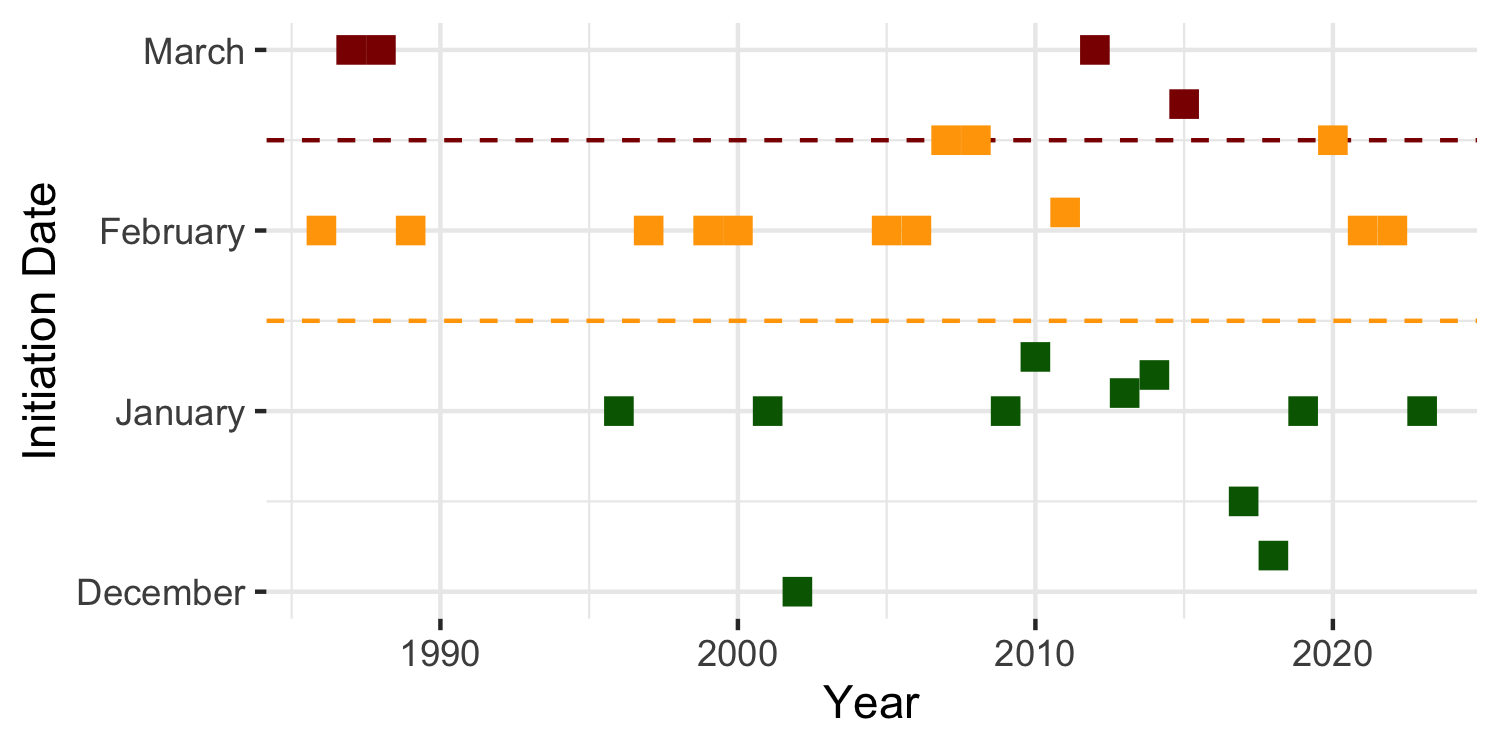 Initiation Date
March
February
January
December
1990 2000 2010 2020
Year